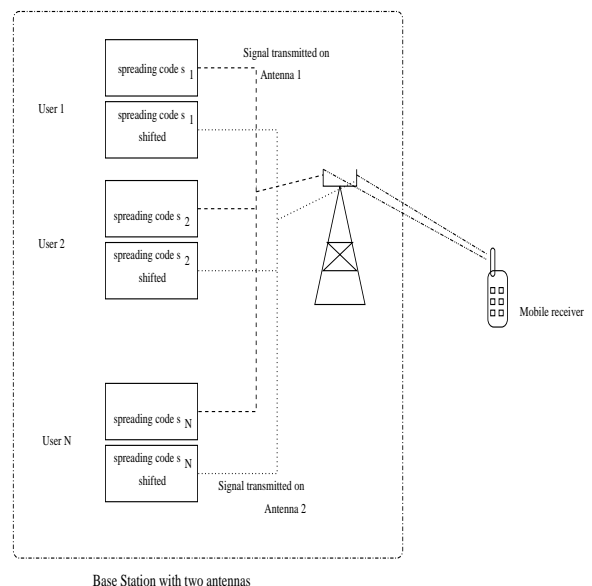 Signal transmitted on
Antenna 1
spreading code s 1
User 1
spreading code s 1
shifted
spreading code s 2
User 2
spreading code s 2
shifted
Mobile receiver
spreading code s N
User N
spreading code s N
shifted
Signal transmitted on
Antenna 2
Base Station with two antennas